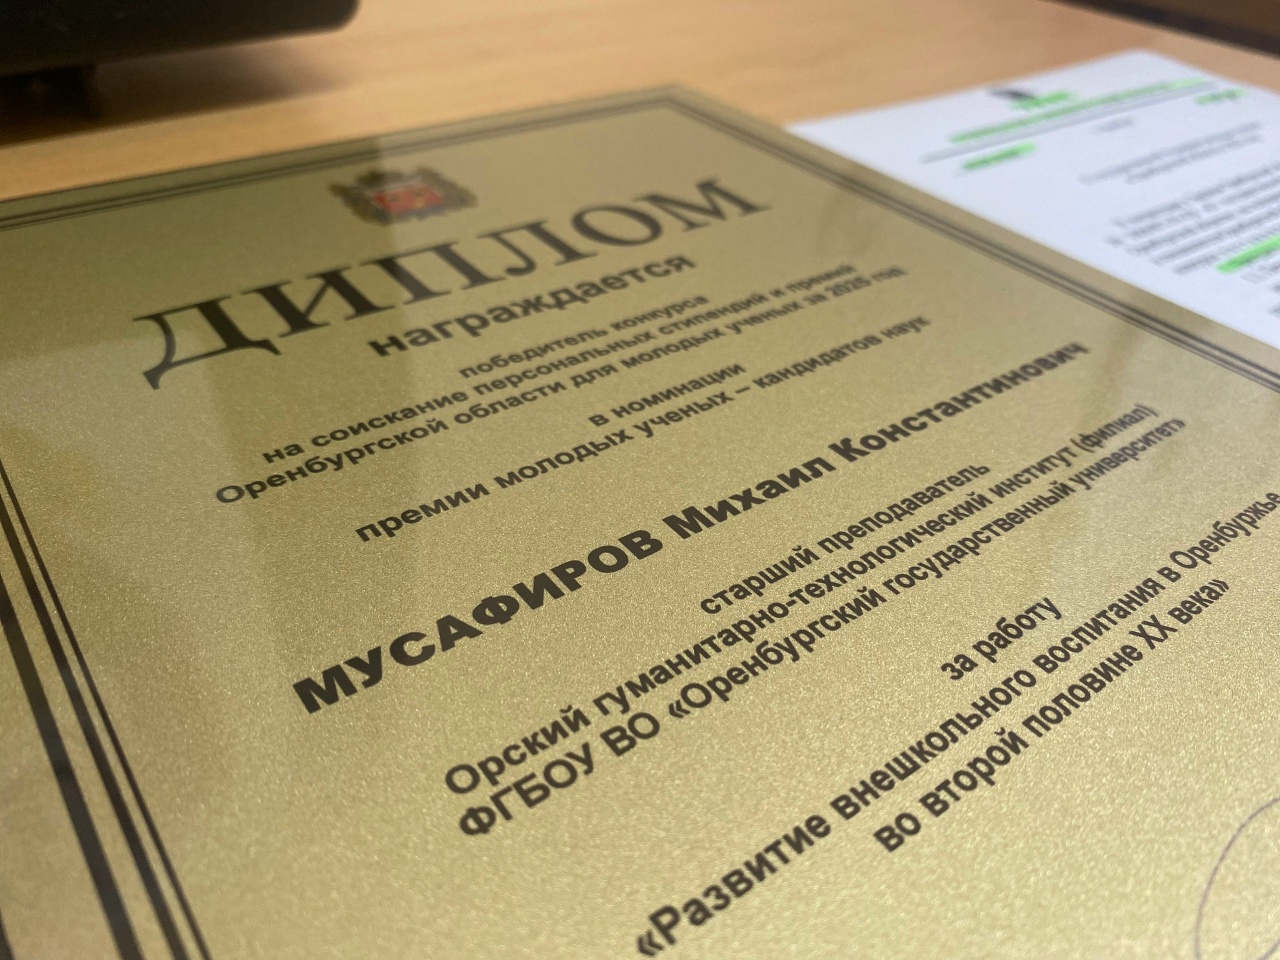 ДИПЛОМ
награждается
победитель конкурса
на соискание персональных стипендий и премий
Оренбургской области для молодых ученых за 2025 год
в номинации
премии молодых ученых – кандидатов наук
МУСАФИРОВ Михаил Константинович
старший преподаватель
Орский гуманитарно-технологический институт (филиал)
ФГБОУ ВО «Оренбургский государственный университет»
за работу
«Развитие внешкольного воспитания в Оренбуржье
во второй половине XX века»